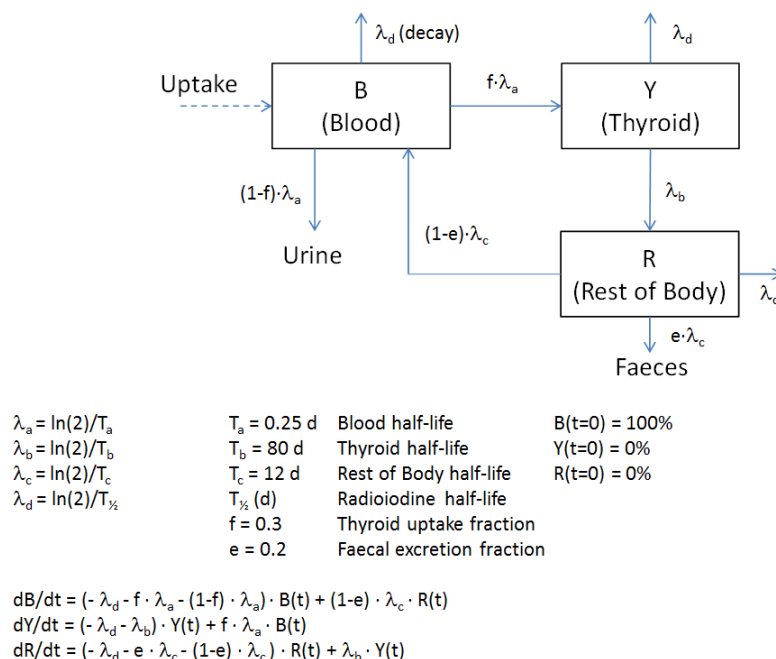 λd (decay)
λd
Uptake
B
(Blood)
f·λa
Y
(Thyroid)
(1-f)·λa
λb
Urine
(1-e)·λc
R
(Rest of Body)
λd
e·λc
Faeces
λa = ln(2)/Ta Ta = 0.25 d Blood half-life B(t=0) = 100%
λb = ln(2)/Tb Tb = 80 d Thyroid half-life Y(t=0) = 0%
λc = ln(2)/Tc Tc = 12 d Rest of Body half-life R(t=0) = 0%
λd = ln(2)/T½ T½ (d) Radioiodine half-life
f = 0.3 Thyroid uptake fraction
e = 0.2 Faecal excretion fraction
dB/dt = (- λd - f · λa - (1-f) · λa) · B(t) + (1-e) · λc · R(t)
dY/dt = (- λd - λb) · Y(t) + f · λa · B(t)
dR/dt = (- λd - e · λc - (1-e) · λc ) · R(t) + λb · Y(t)